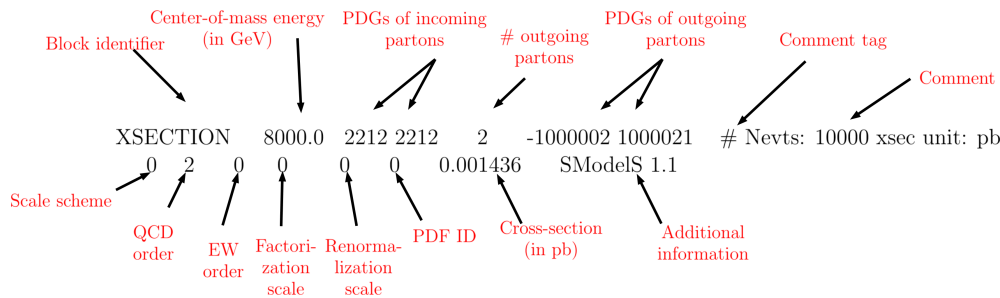 Center-of-mass energy
(in GeV)
PDGs of incoming
partons
PDGs of outgoing
partons
Block identifier
# outgoing
partons
Comment tag
Comment
XSECTION 8000.0 2212 2212 2 -1000002 1000021 # Nevts: 10000 xsec unit: pb
0 2 0 0 0 0 0.001436 SModelS 1.1
Scale scheme
QCD
order
EW
order
Factori-
zation
scale
Renorma-
lization
scale
PDF ID
Cross-section
(in pb)
Additional
information